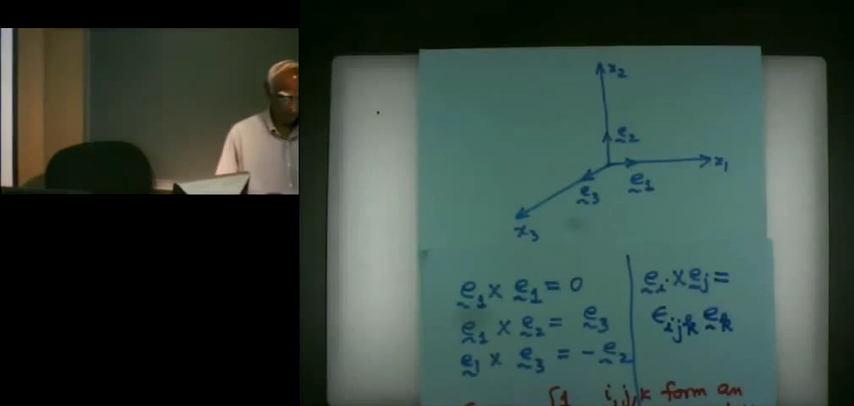 x₂
e₂
x₁
e₁
e₃
x₃
e₁ × e₁ = 0
e₁ × e₂ = e₃
e₁ × e₃ = -e₂
eᵢ × eⱼ =
ϵᵢⱼₖ eₖ
{1 i,j,k form an